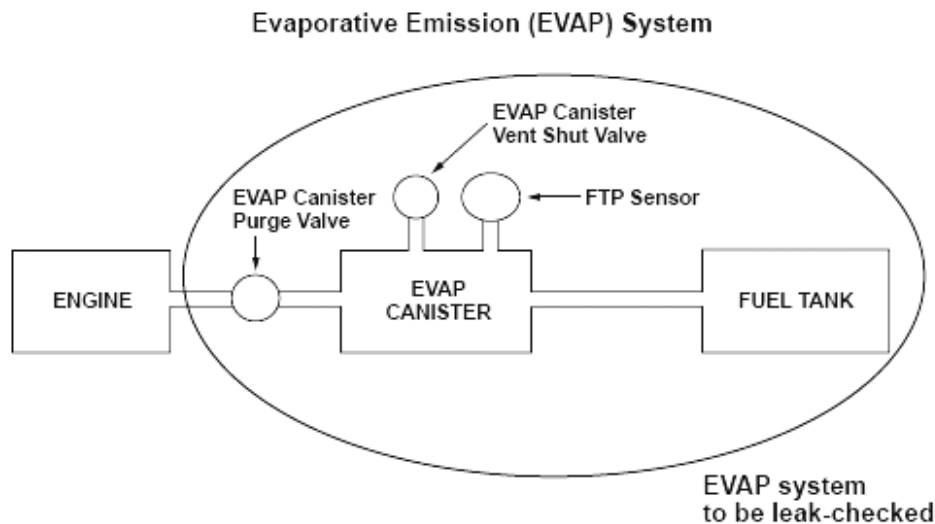 Evaporative Emission (EVAP) System
EVAP Canister
Vent Shut Valve
EVAP Canister
Purge Valve
FTP Sensor
ENGINE
EVAP
CANISTER
FUEL TANK
EVAP system
to be leak-checked